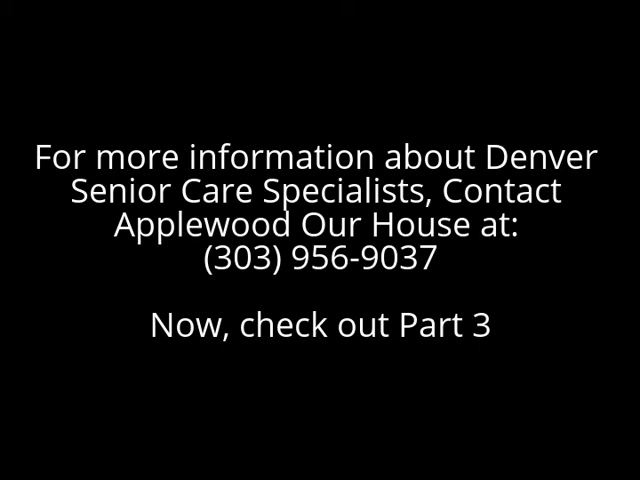 For more information about Denver
Senior Care Specialists, Contact
Applewood Our House at:
(303) 956-9037
Now, check out Part 3